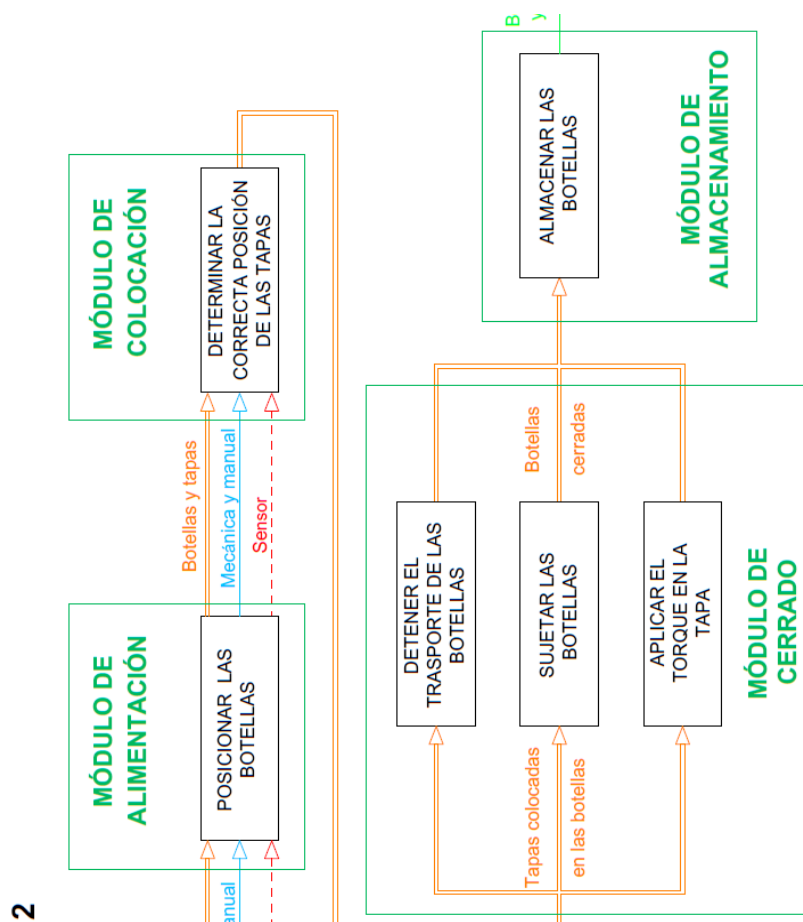 2
MÓDULO DE
ALIMENTACIÓN
POSICIONAR LAS
BOTELLAS
Botellas y tapas
Mecánica y manual
Sensor
MÓDULO DE
COLOCACIÓN
DETERMINAR LA
CORRECTA POSICIÓN
DE LAS TAPAS
Tapas colocadas
en las botellas
DETENER EL
TRASPORTE DE LAS
BOTELLAS
SUJETAR LAS
BOTELLAS
APLICAR EL
TORQUE EN LA
TAPA
MÓDULO DE
CERRADO
Botellas
cerradas
ALMACENAR LAS
BOTELLAS
MÓDULO DE
ALMACENAMIENTO
B
y